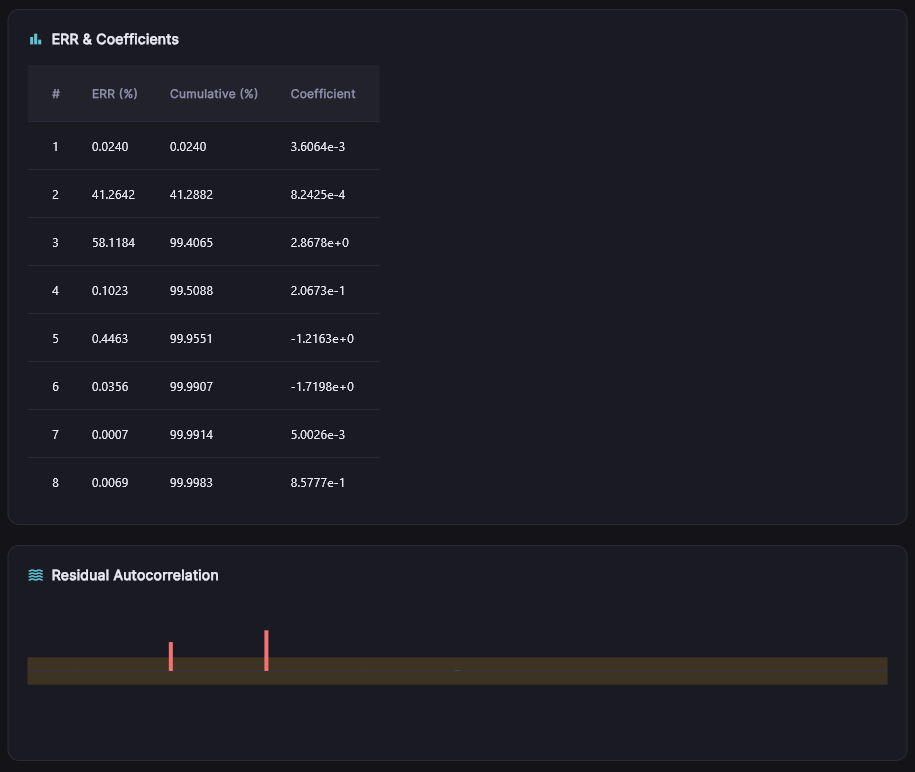 ERR & Coefficients
# ERR (%) Cumulative (%) Coefficient
1 0.0240 0.0240 3.6064e-3
2 41.2642 41.2882 8.2425e-4
3 58.1184 99.4065 2.8678e+0
4 0.1023 99.5088 2.0673e-1
5 0.4463 99.9551 -1.2163e+0
6 0.0356 99.9907 -1.7198e+0
7 0.0007 99.9914 5.0026e-3
8 0.0069 99.9983 8.5777e-1
Residual Autocorrelation